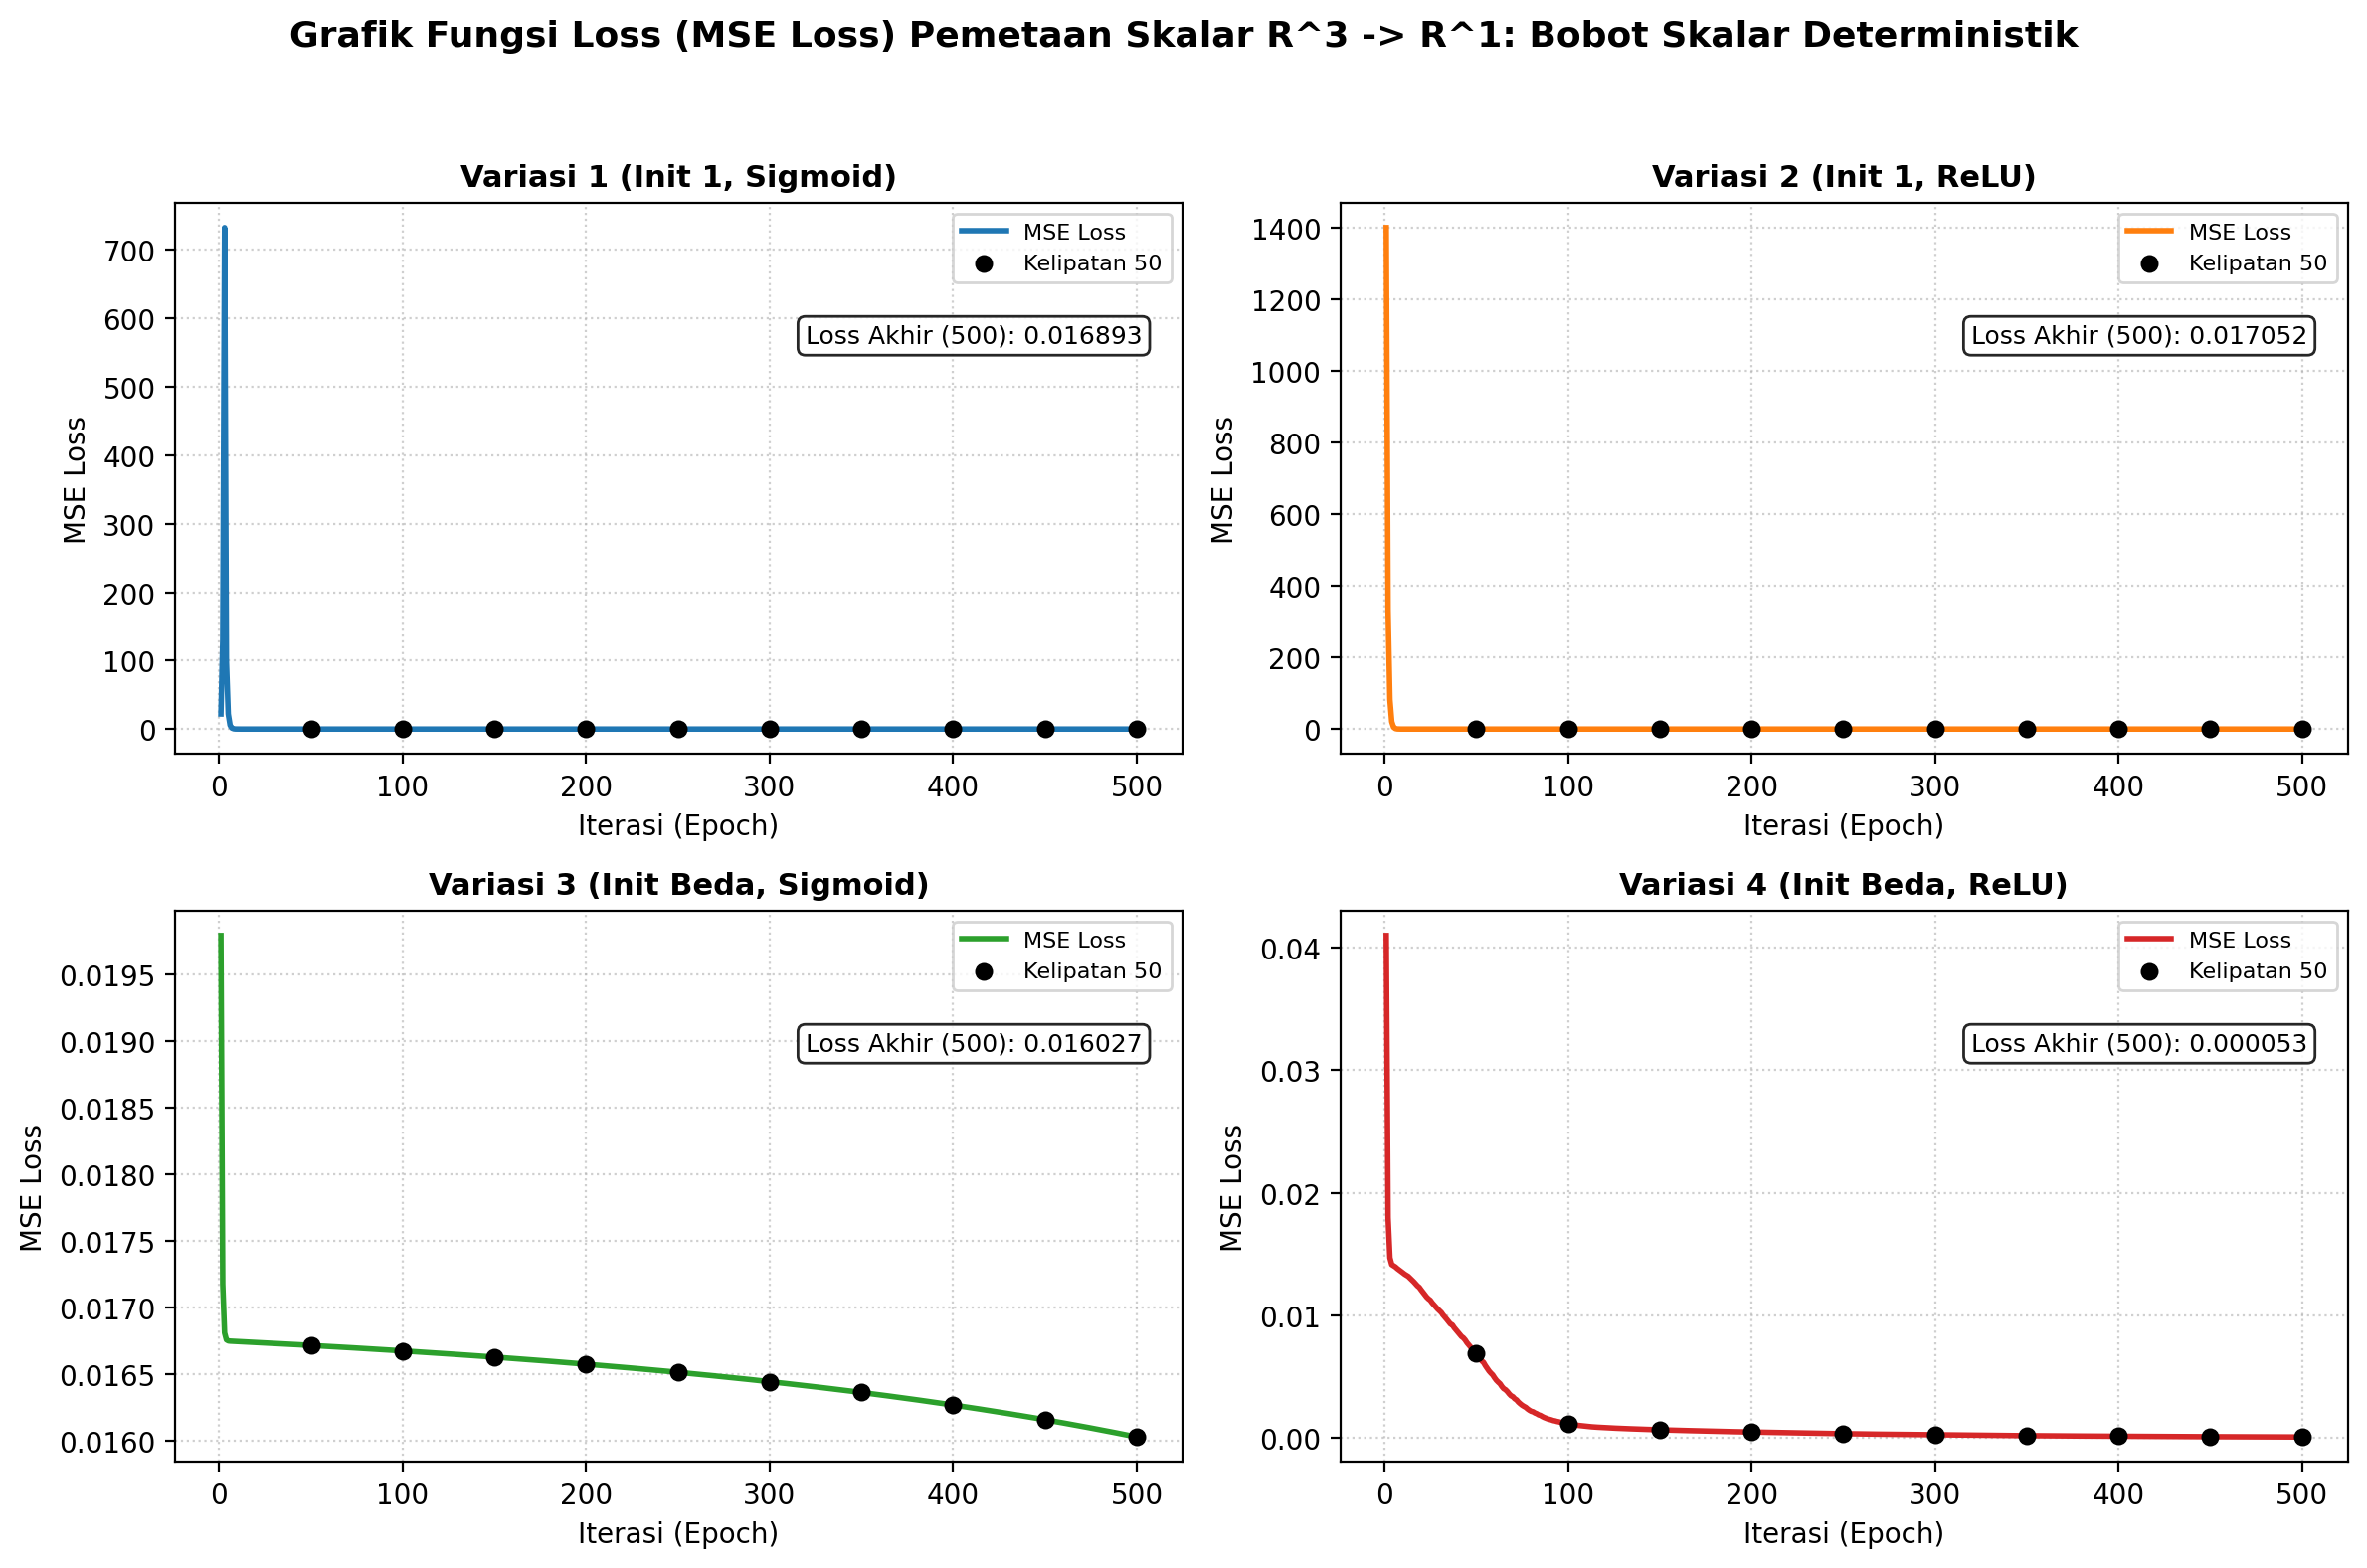 Grafik Fungsi Loss (MSE Loss) Pemetaan Skalar R^3 -> R^1: Bobot Skalar Deterministik
Variasi 1 (Init 1, Sigmoid)
MSE Loss
700
600
500
400
300
200
100
0
MSE Loss
Kelipatan 50
Loss Akhir (500): 0.016893
0 100 200 300 400 500
Iterasi (Epoch)
Variasi 2 (Init 1, ReLU)
MSE Loss
1400
1200
1000
800
600
400
200
0
MSE Loss
Kelipatan 50
Loss Akhir (500): 0.017052
0 100 200 300 400 500
Iterasi (Epoch)
Variasi 3 (Init Beda, Sigmoid)
MSE Loss
0.0195
0.0190
0.0185
0.0180
0.0175
0.0170
0.0165
0.0160
MSE Loss
Kelipatan 50
Loss Akhir (500): 0.016027
0 100 200 300 400 500
Iterasi (Epoch)
Variasi 4 (Init Beda, ReLU)
MSE Loss
0.04
0.03
0.02
0.01
0.00
MSE Loss
Kelipatan 50
Loss Akhir (500): 0.000053
0 100 200 300 400 500
Iterasi (Epoch)